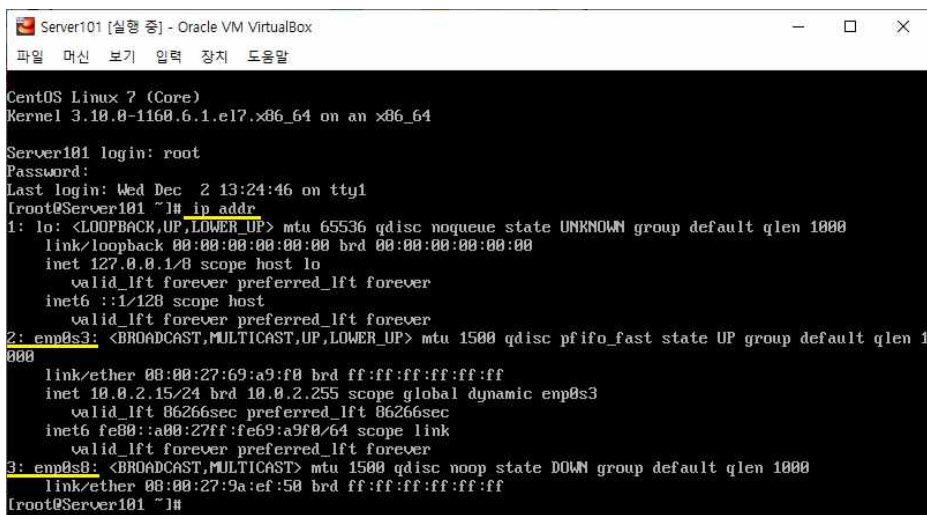 Server101 [실행 중] - Oracle VM VirtualBox
파일 머신 보기 입력 장치 도움말
CentOS Linux 7 (Core)
Kernel 3.10.0-1160.6.1.el7.x86_64 on an x86_64
Server101 login: root
Password:
Last login: Wed Dec  2 13:24:46 on tty1
[root@Server101 ~]# ip addr
1: lo: <LOOPBACK,UP,LOWER_UP> mtu 65536 qdisc noqueue state UNKNOWN group default qlen 1000
    link/loopback 00:00:00:00:00:00 brd 00:00:00:00:00:00
    inet 127.0.0.1/8 scope host lo
       valid_lft forever preferred_lft forever
    inet6 ::1/128 scope host
       valid_lft forever preferred_lft forever
2: enp0s3: <BROADCAST,MULTICAST,UP,LOWER_UP> mtu 1500 qdisc pfifo_fast state UP group default qlen 1
000
    link/ether 08:00:27:69:a9:f0 brd ff:ff:ff:ff:ff:ff
    inet 10.0.2.15/24 brd 10.0.2.255 scope global dynamic enp0s3
       valid_lft 86266sec preferred_lft 86266sec
    inet6 fe80::a00:27ff:fe69:a9f0/64 scope link
       valid_lft forever preferred_lft forever
3: enp0s8: <BROADCAST,MULTICAST> mtu 1500 qdisc noop state DOWN group default qlen 1000
    link/ether 08:00:27:9a:ef:50 brd ff:ff:ff:ff:ff:ff
[root@Server101 ~]#